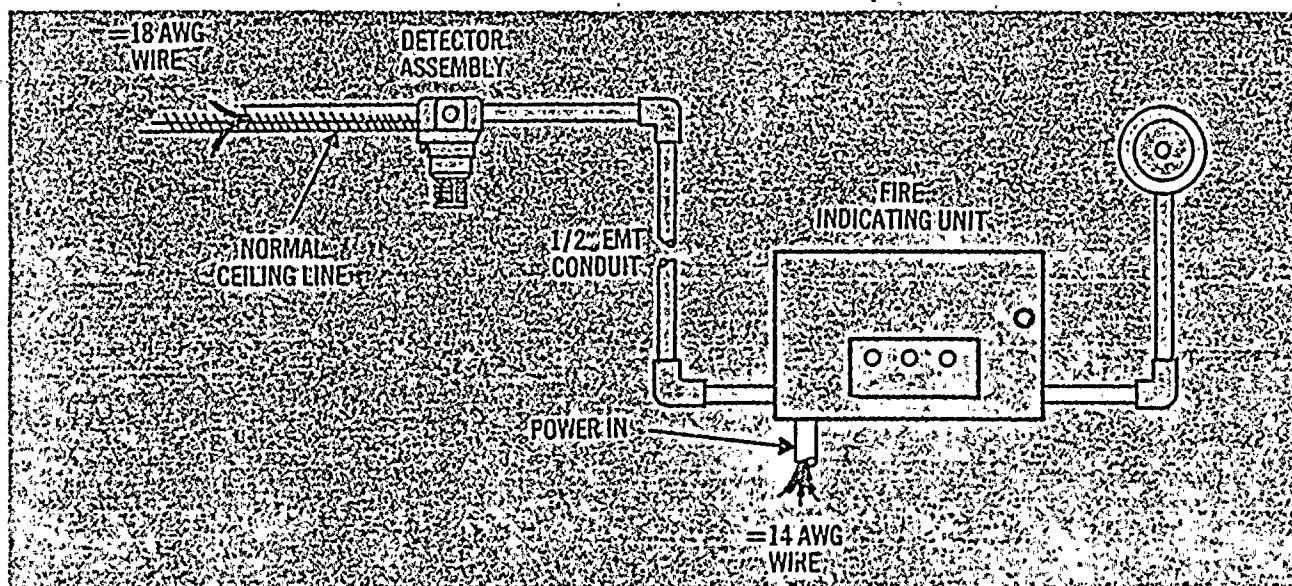 =18 AWG
WIRE
DETECTOR
ASSEMBLY
NORMAL
CEILING LINE
1/2" EMT
CONDUIT
FIRE
INDICATING UNIT
POWER IN
=14 AWG
WIRE